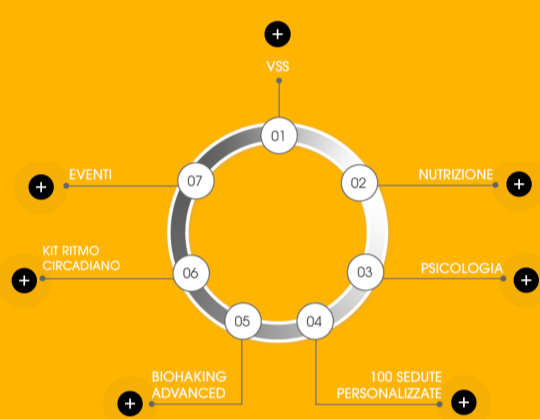 VSS
01
02
NUTRIZIONE
03
PSICOLOGIA
04
100 SEDUTE
PERSONALIZZATE
05
BIOHAKING
ADVANCED
06
KIT RITMO
CIRCADIANO
07
EVENTI